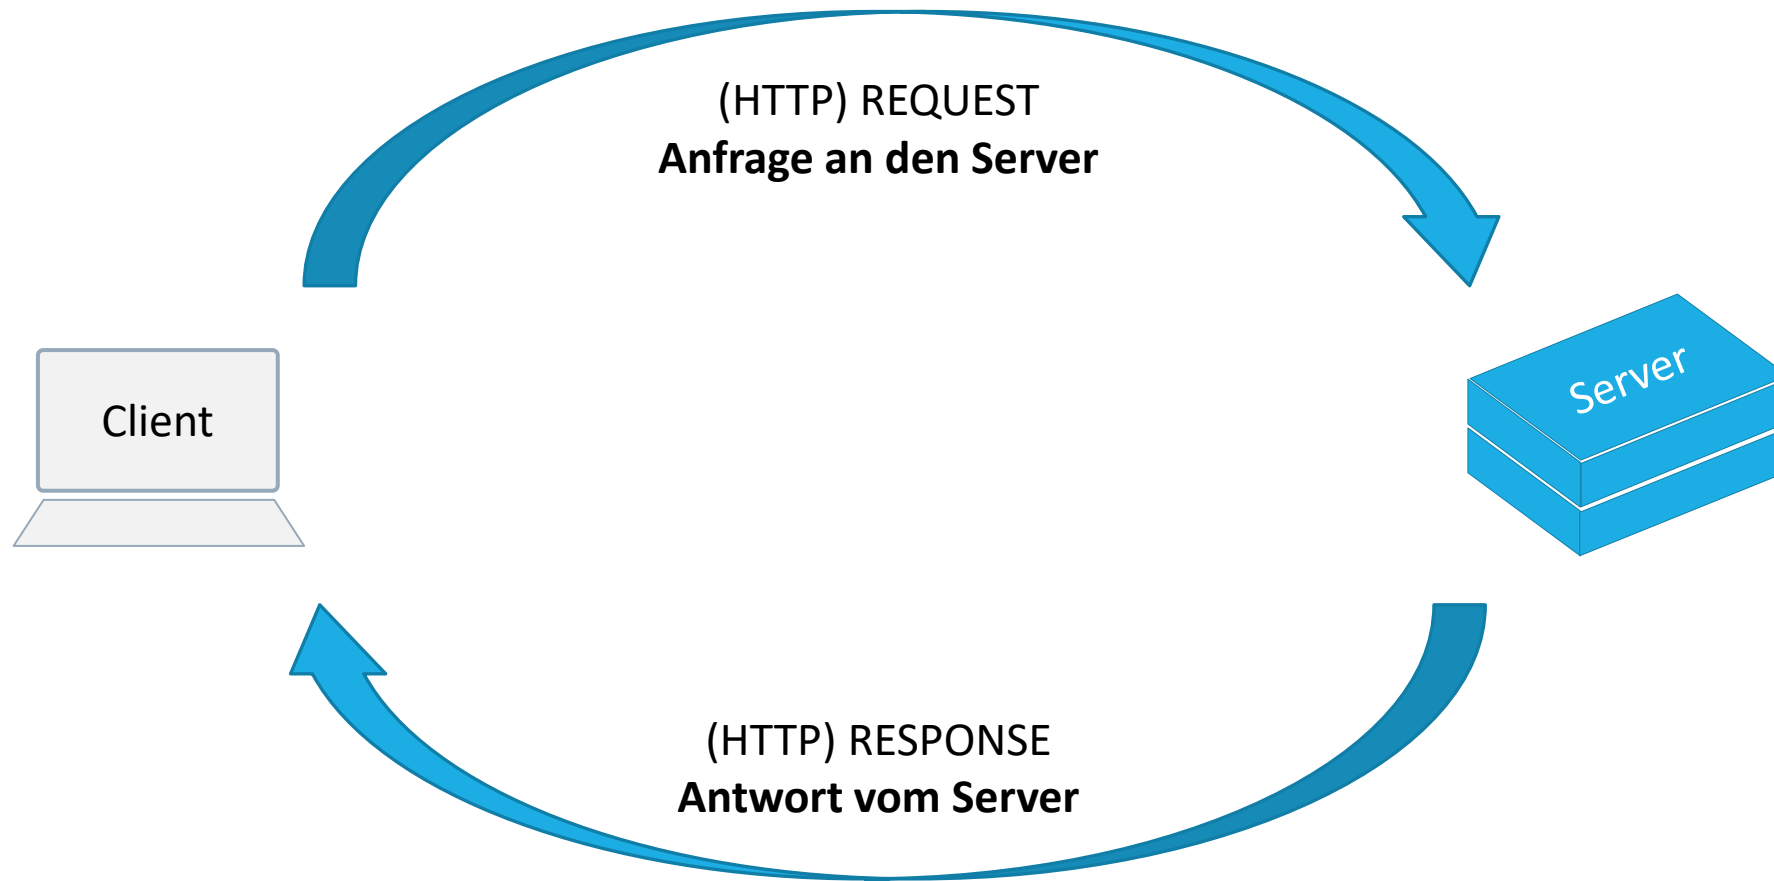 (HTTP) REQUEST
Anfrage an den Server
Client
Server
(HTTP) RESPONSE
Antwort vom Server